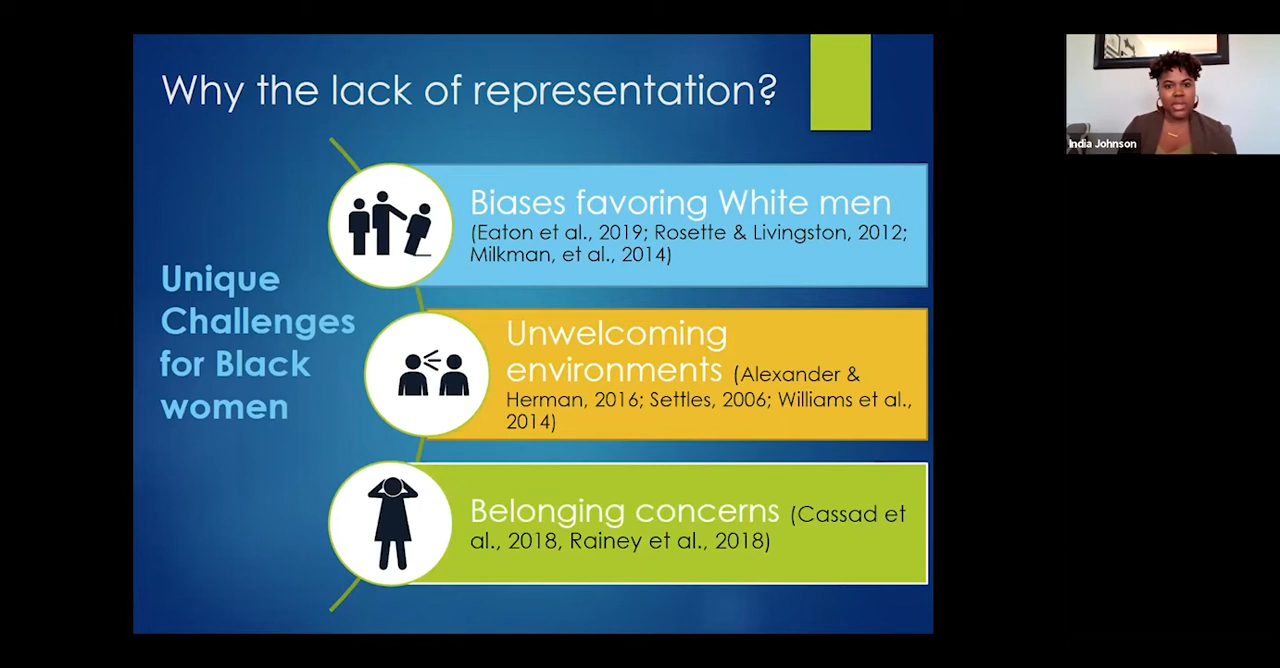 Why the lack of representation?
Unique
Challenges
for Black
women
Biases favoring White men
(Eaton et al., 2019; Rosette & Livingston, 2012;
Milkman, et al., 2014)
Unwelcoming
environments (Alexander &
Herman, 2016; Settles, 2006; Williams et al.,
2014)
Belonging concerns (Cassad et
al., 2018, Rainey et al., 2018)
India Johnson